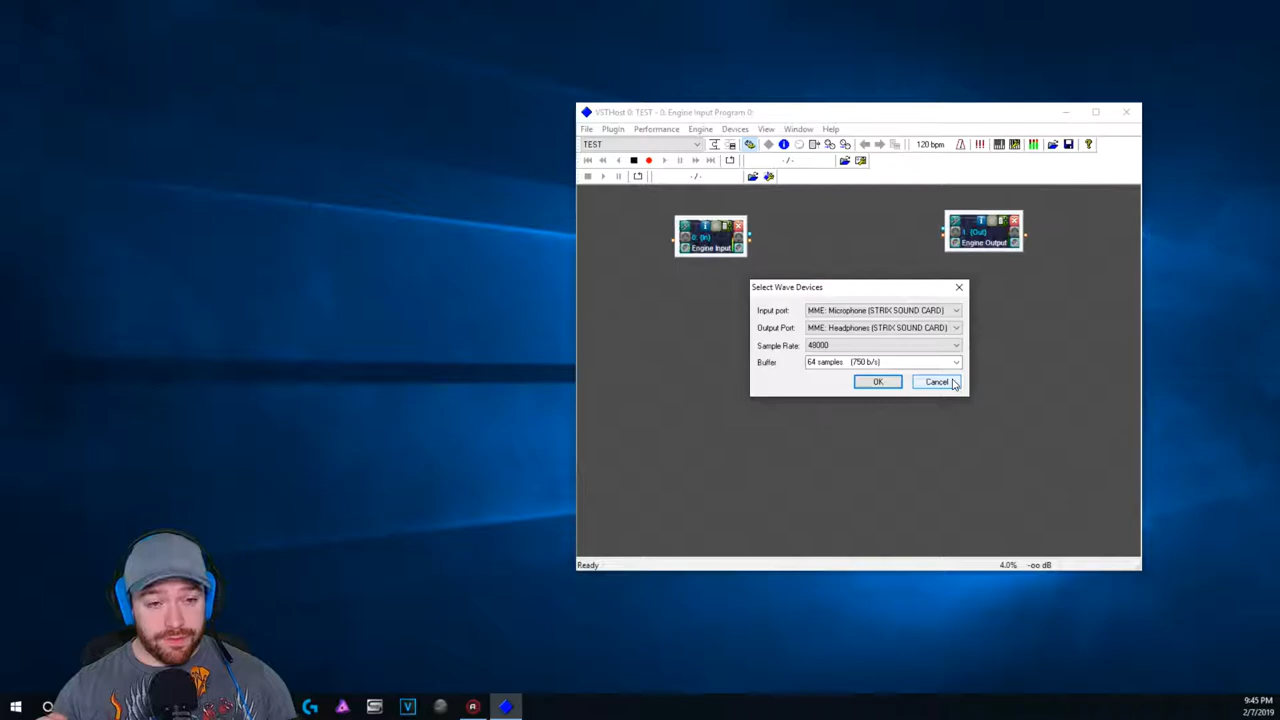 VSTHost 0: TEST - 0: Engine Input Program 0:
File PlugIn Performance Engine Devices View Window Help
TEST
120 bpm
- / -
- / -
0. {In}
Engine Input
1. {Out}
Engine Output
Select Wave Devices
Input port: MME: Microphone (STRIX SOUND CARD)
Output Port: MME: Headphones (STRIX SOUND CARD)
Sample Rate: 48000
Buffer 64 samples (750 b/s)
OK Cancel
Ready 4.0% -oo dB
9:45 PM
2/7/2019